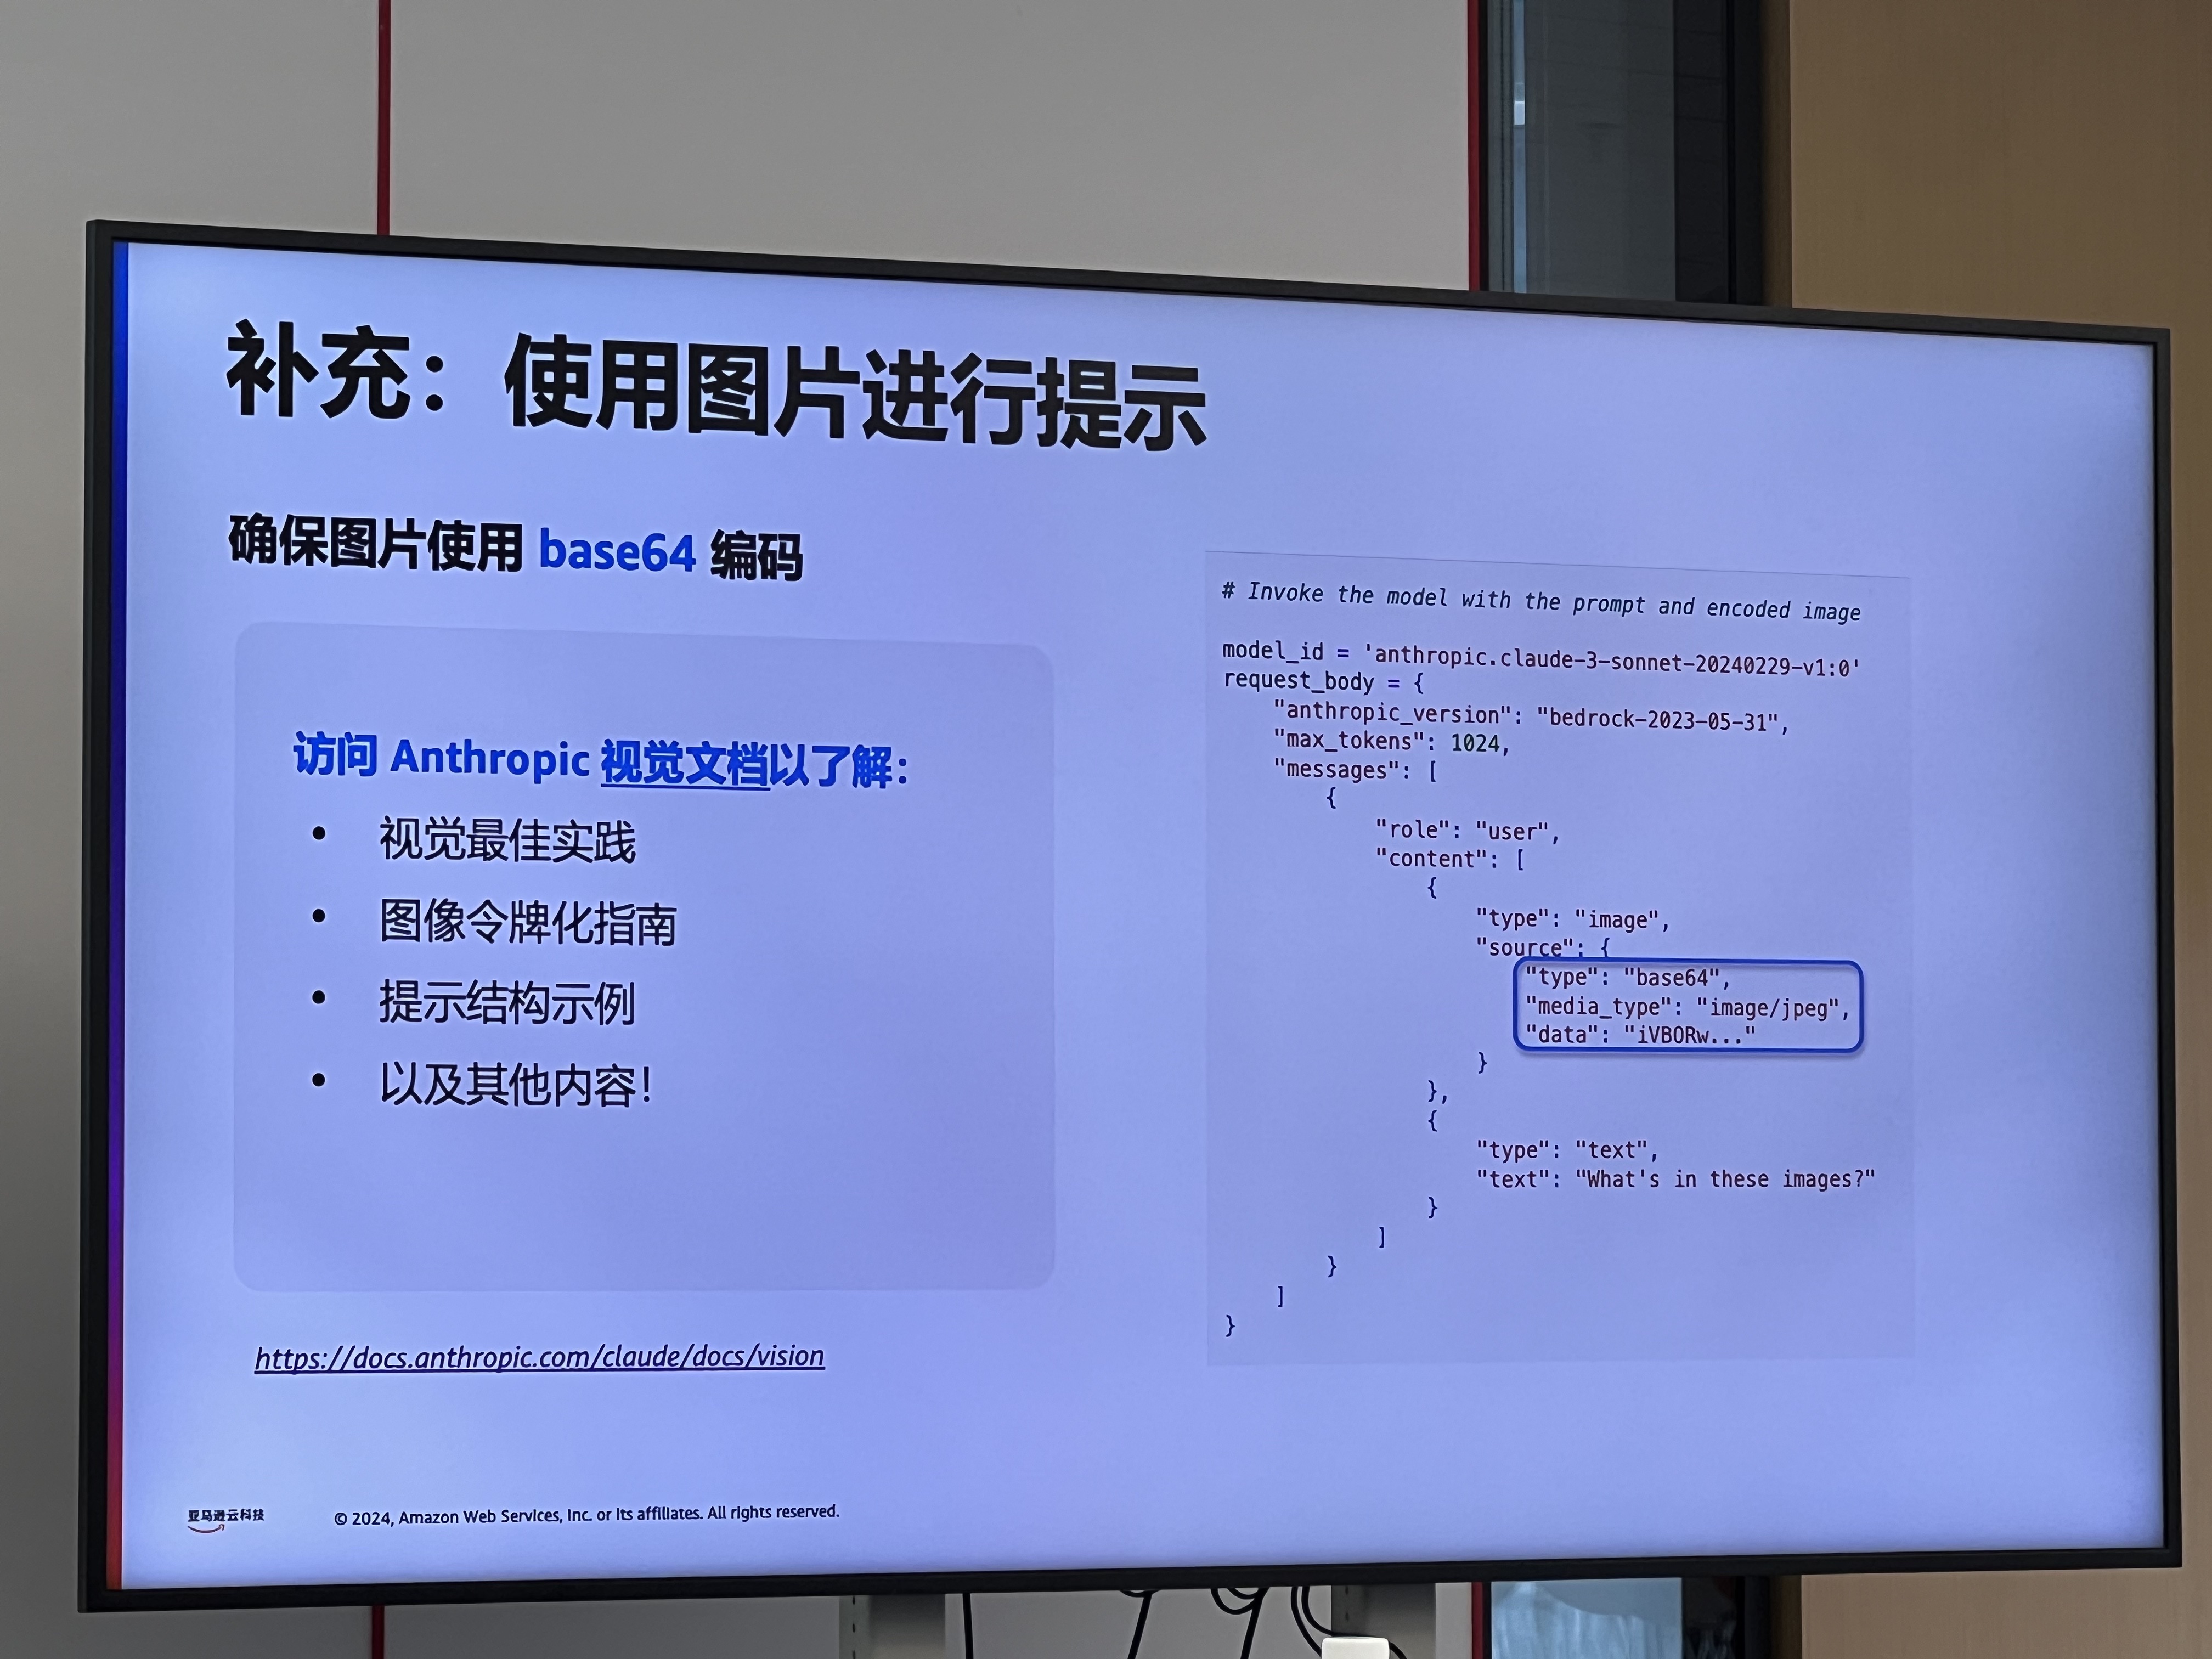 补充：使用图片进行提示
确保图片使用 base64 编码
访问 Anthropic 视觉文档以了解：
• 视觉最佳实践
• 图像令牌化指南
• 提示结构示例
• 以及其他内容！
https://docs.anthropic.com/claude/docs/vision
# Invoke the model with the prompt and encoded image
model_id = 'anthropic.claude-3-sonnet-20240229-v1:0'
request_body = {
    "anthropic_version": "bedrock-2023-05-31",
    "max_tokens": 1024,
    "messages": [
        {
            "role": "user",
            "content": [
                {
                    "type": "image",
                    "source": {
                        "type": "base64",
                        "media_type": "image/jpeg",
                        "data": "iVBORw..."
                    }
                },
                {
                    "type": "text",
                    "text": "What's in these images?"
                }
            ]
        }
    ]
}
亚马逊云科技
© 2024, Amazon Web Services, Inc. or its affiliates. All rights reserved.